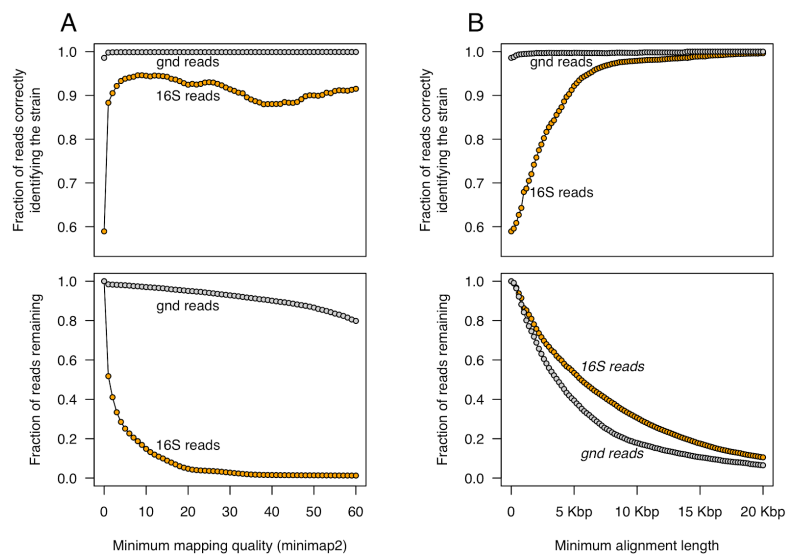 A
B
Fraction of reads correctly
identifying the strain
1.0
0.9
0.8
0.7
0.6
gnd reads
16S reads
Fraction of reads correctly
identifying the strain
1.0
0.9
0.8
0.7
0.6
gnd reads
16S reads
Fraction of reads remaining
1.0
0.8
0.6
0.4
0.2
0.0
gnd reads
16S reads
0 10 20 30 40 50 60
Minimum mapping quality (minimap2)
Fraction of reads remaining
1.0
0.8
0.6
0.4
0.2
0.0
16S reads
gnd reads
0 5 Kbp 10 Kbp 15 Kbp 20 Kbp
Minimum alignment length